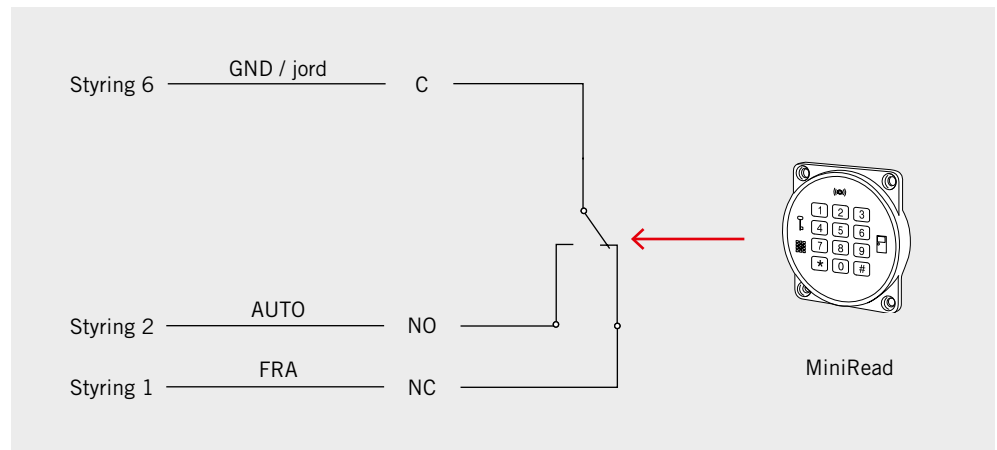 Styring 6 GND / jord C
1 2 3
4 5 6
7 8 9
* 0 #
Styring 2 AUTO NO
Styring 1 FRA NC
MiniRead